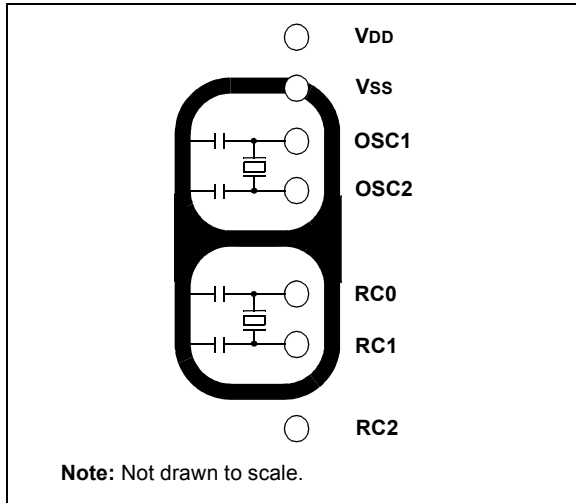 VDD
VSS
OSC1
OSC2
RC0
RC1
RC2
Note: Not drawn to scale.